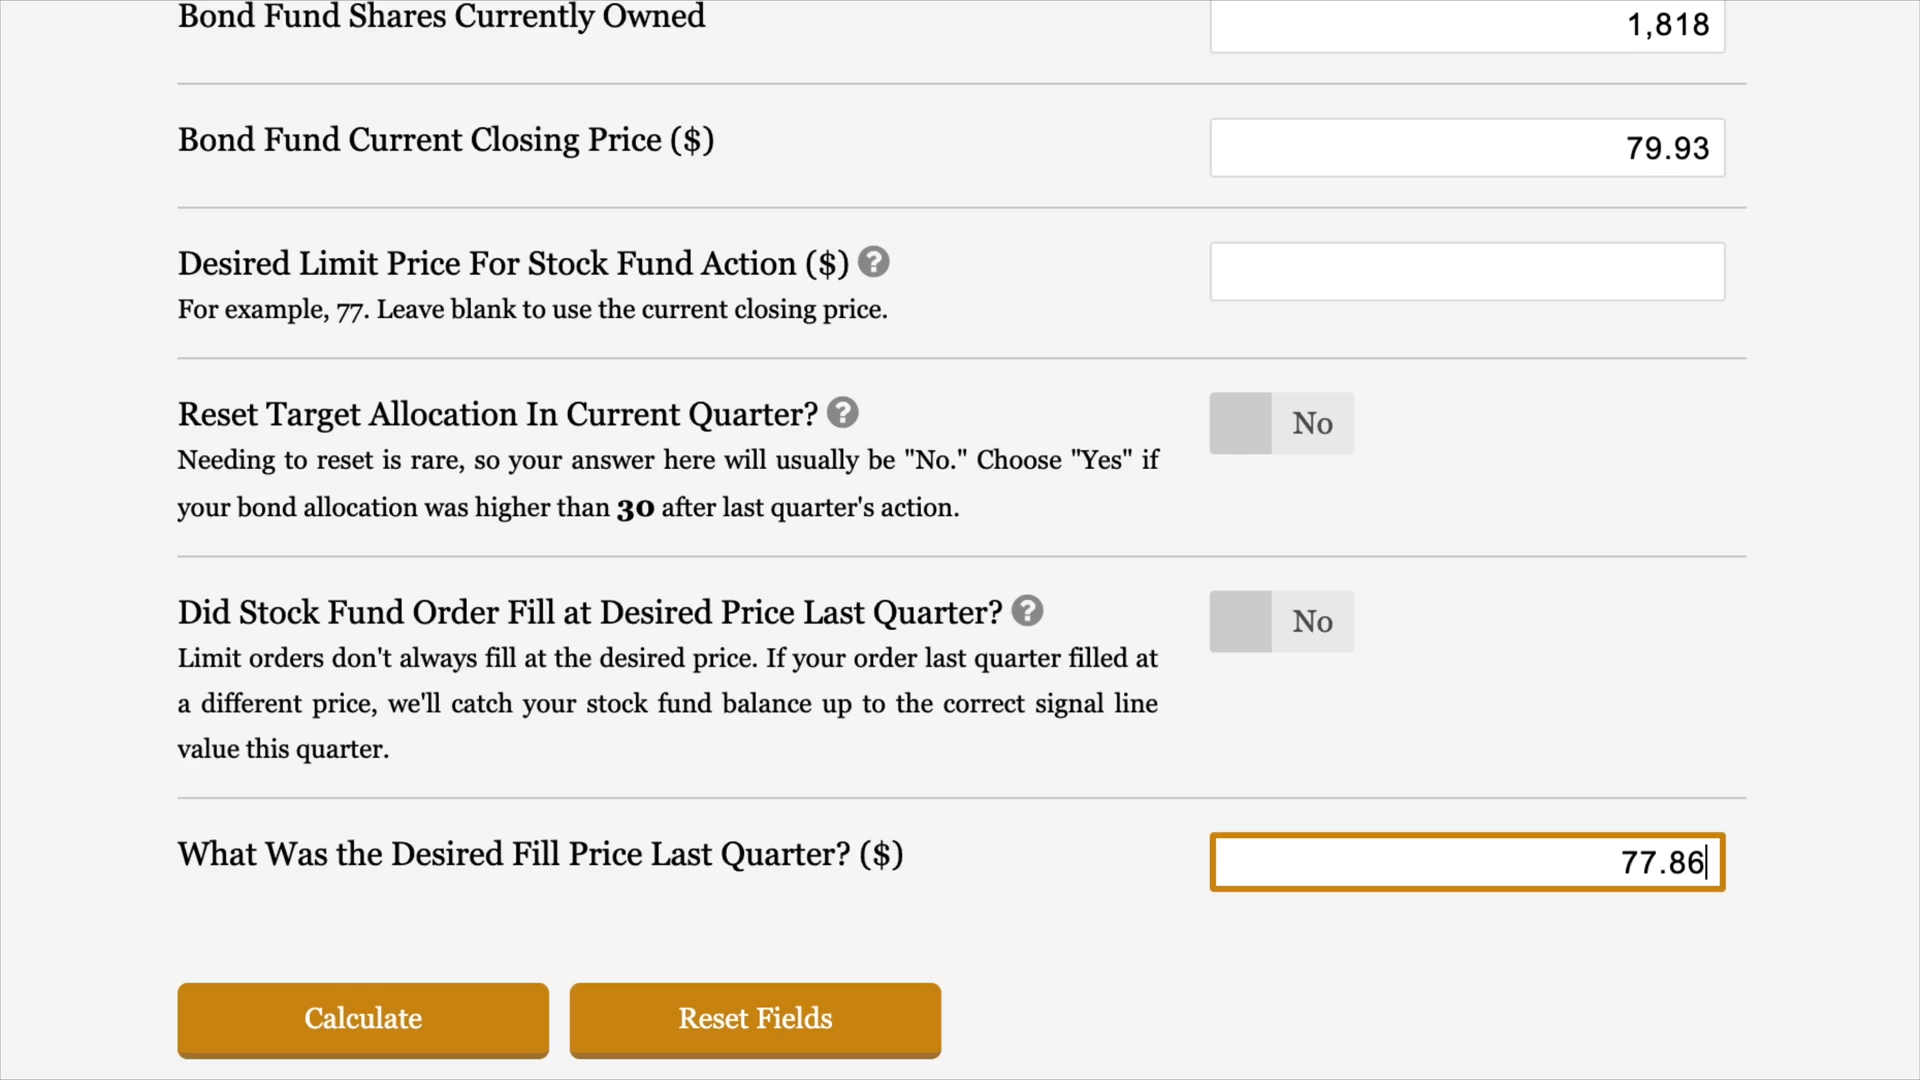 Bond Fund Shares Currently Owned
1,818
Bond Fund Current Closing Price ($)
79.93
Desired Limit Price For Stock Fund Action ($) ?
For example, 77. Leave blank to use the current closing price.
Reset Target Allocation In Current Quarter? ?
No
Needing to reset is rare, so your answer here will usually be "No." Choose "Yes" if
your bond allocation was higher than 30 after last quarter's action.
Did Stock Fund Order Fill at Desired Price Last Quarter? ?
No
Limit orders don't always fill at the desired price. If your order last quarter filled at
a different price, we'll catch your stock fund balance up to the correct signal line
value this quarter.
What Was the Desired Fill Price Last Quarter? ($)
77.86
Calculate
Reset Fields